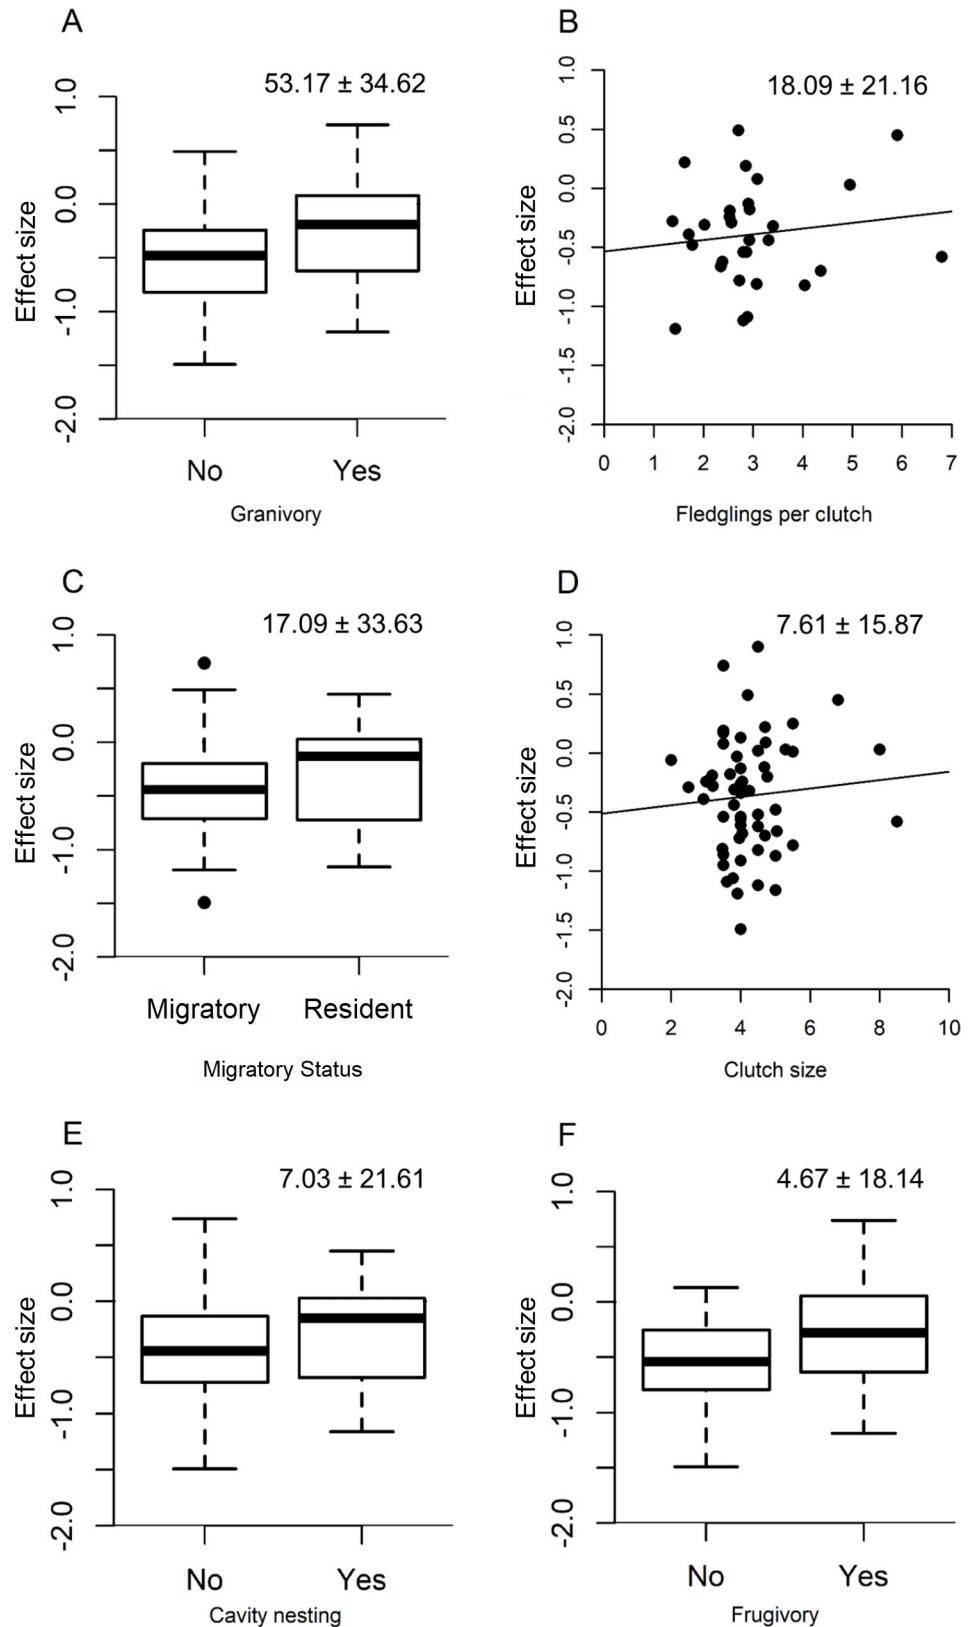 A
53.17 ± 34.62
Effect size
1.0
0.0
-1.0
-2.0
No Yes
Granivory
B
18.09 ± 21.16
Effect size
1.0
0.5
0.0
-0.5
-1.0
-1.5
-2.0
0 1 2 3 4 5 6 7
Fledglings per clutch
C
17.09 ± 33.63
Effect size
1.0
0.0
-1.0
-2.0
Migratory Resident
Migratory Status
D
7.61 ± 15.87
Effect size
1.0
0.5
0.0
-0.5
-1.0
-1.5
-2.0
0 2 4 6 8 10
Clutch size
E
7.03 ± 21.61
Effect size
1.0
0.0
-1.0
-2.0
No Yes
Cavity nesting
F
4.67 ± 18.14
Effect size
1.0
0.0
-1.0
-2.0
No Yes
Frugivory